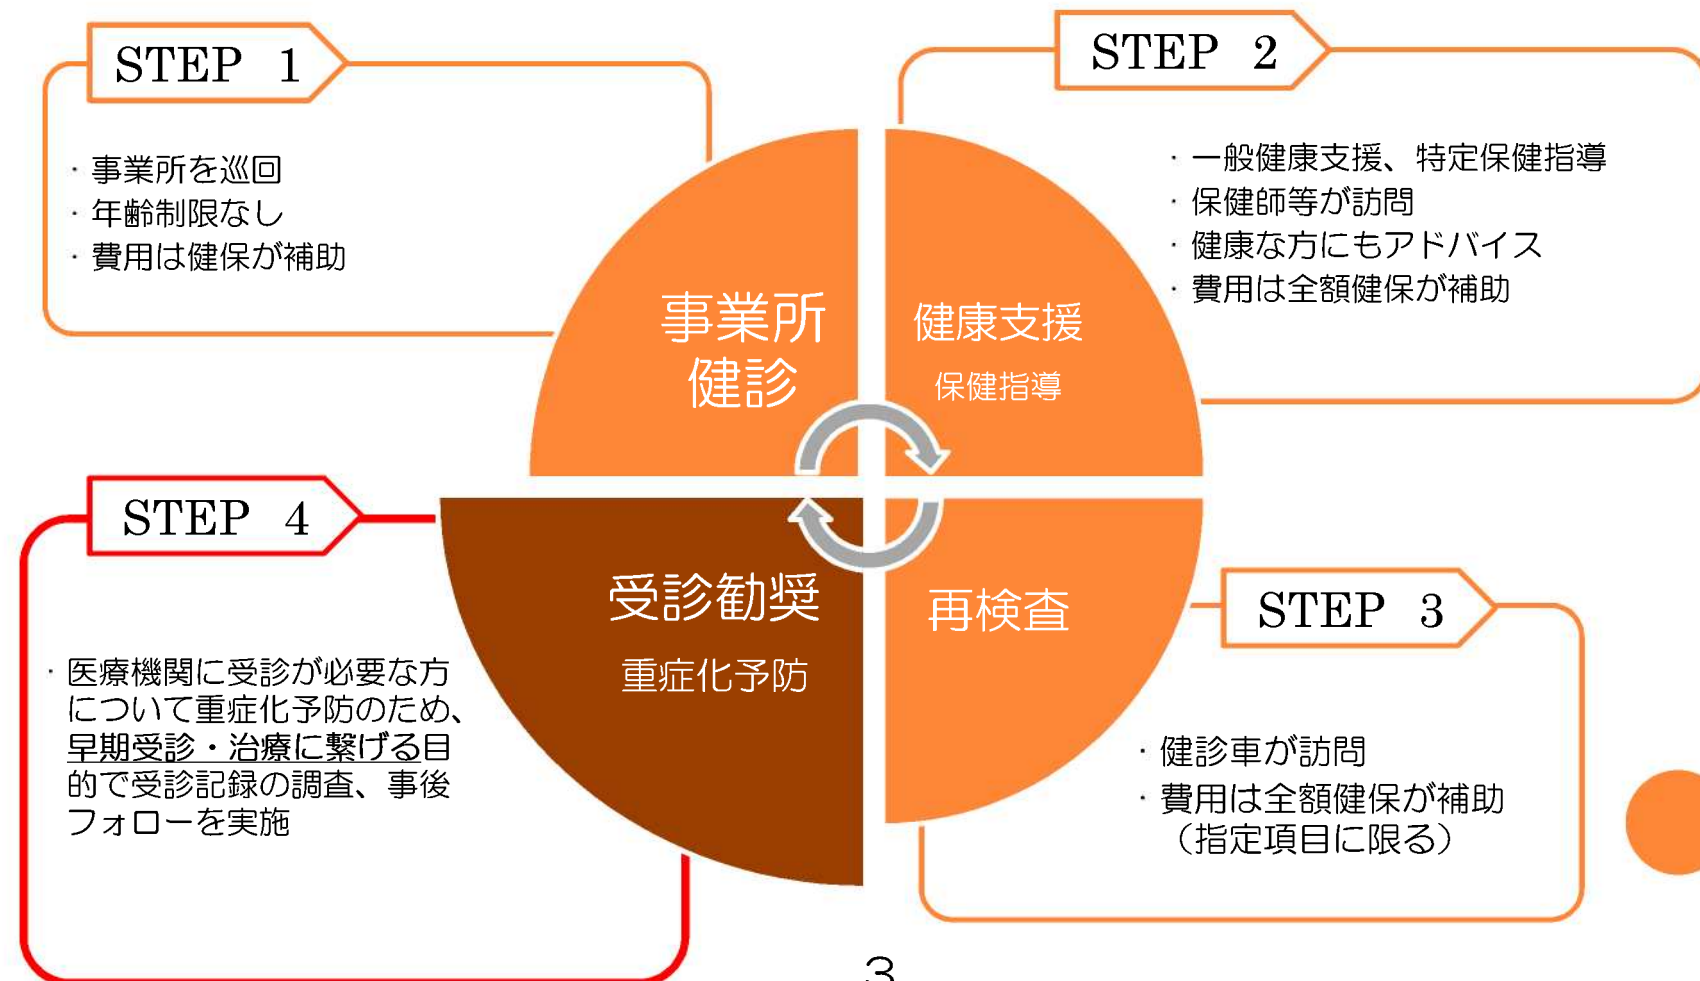 STEP 1
・事業所を巡回
・年齢制限なし
・費用は健保が補助
事業所
健診
STEP 2
・一般健康支援、特定保健指導
・保健師等が訪問
・健康な方にもアドバイス
・費用は全額健保が補助
健康支援
保健指導
STEP 3
再検査
・健診車が訪問
・費用は全額健保が補助
（指定項目に限る）
STEP 4
受診勧奨
重症化予防
・医療機関に受診が必要な方
について重症化予防のため、
早期受診・治療に繋げる目
的で受診記録の調査、事後
フォローを実施
3